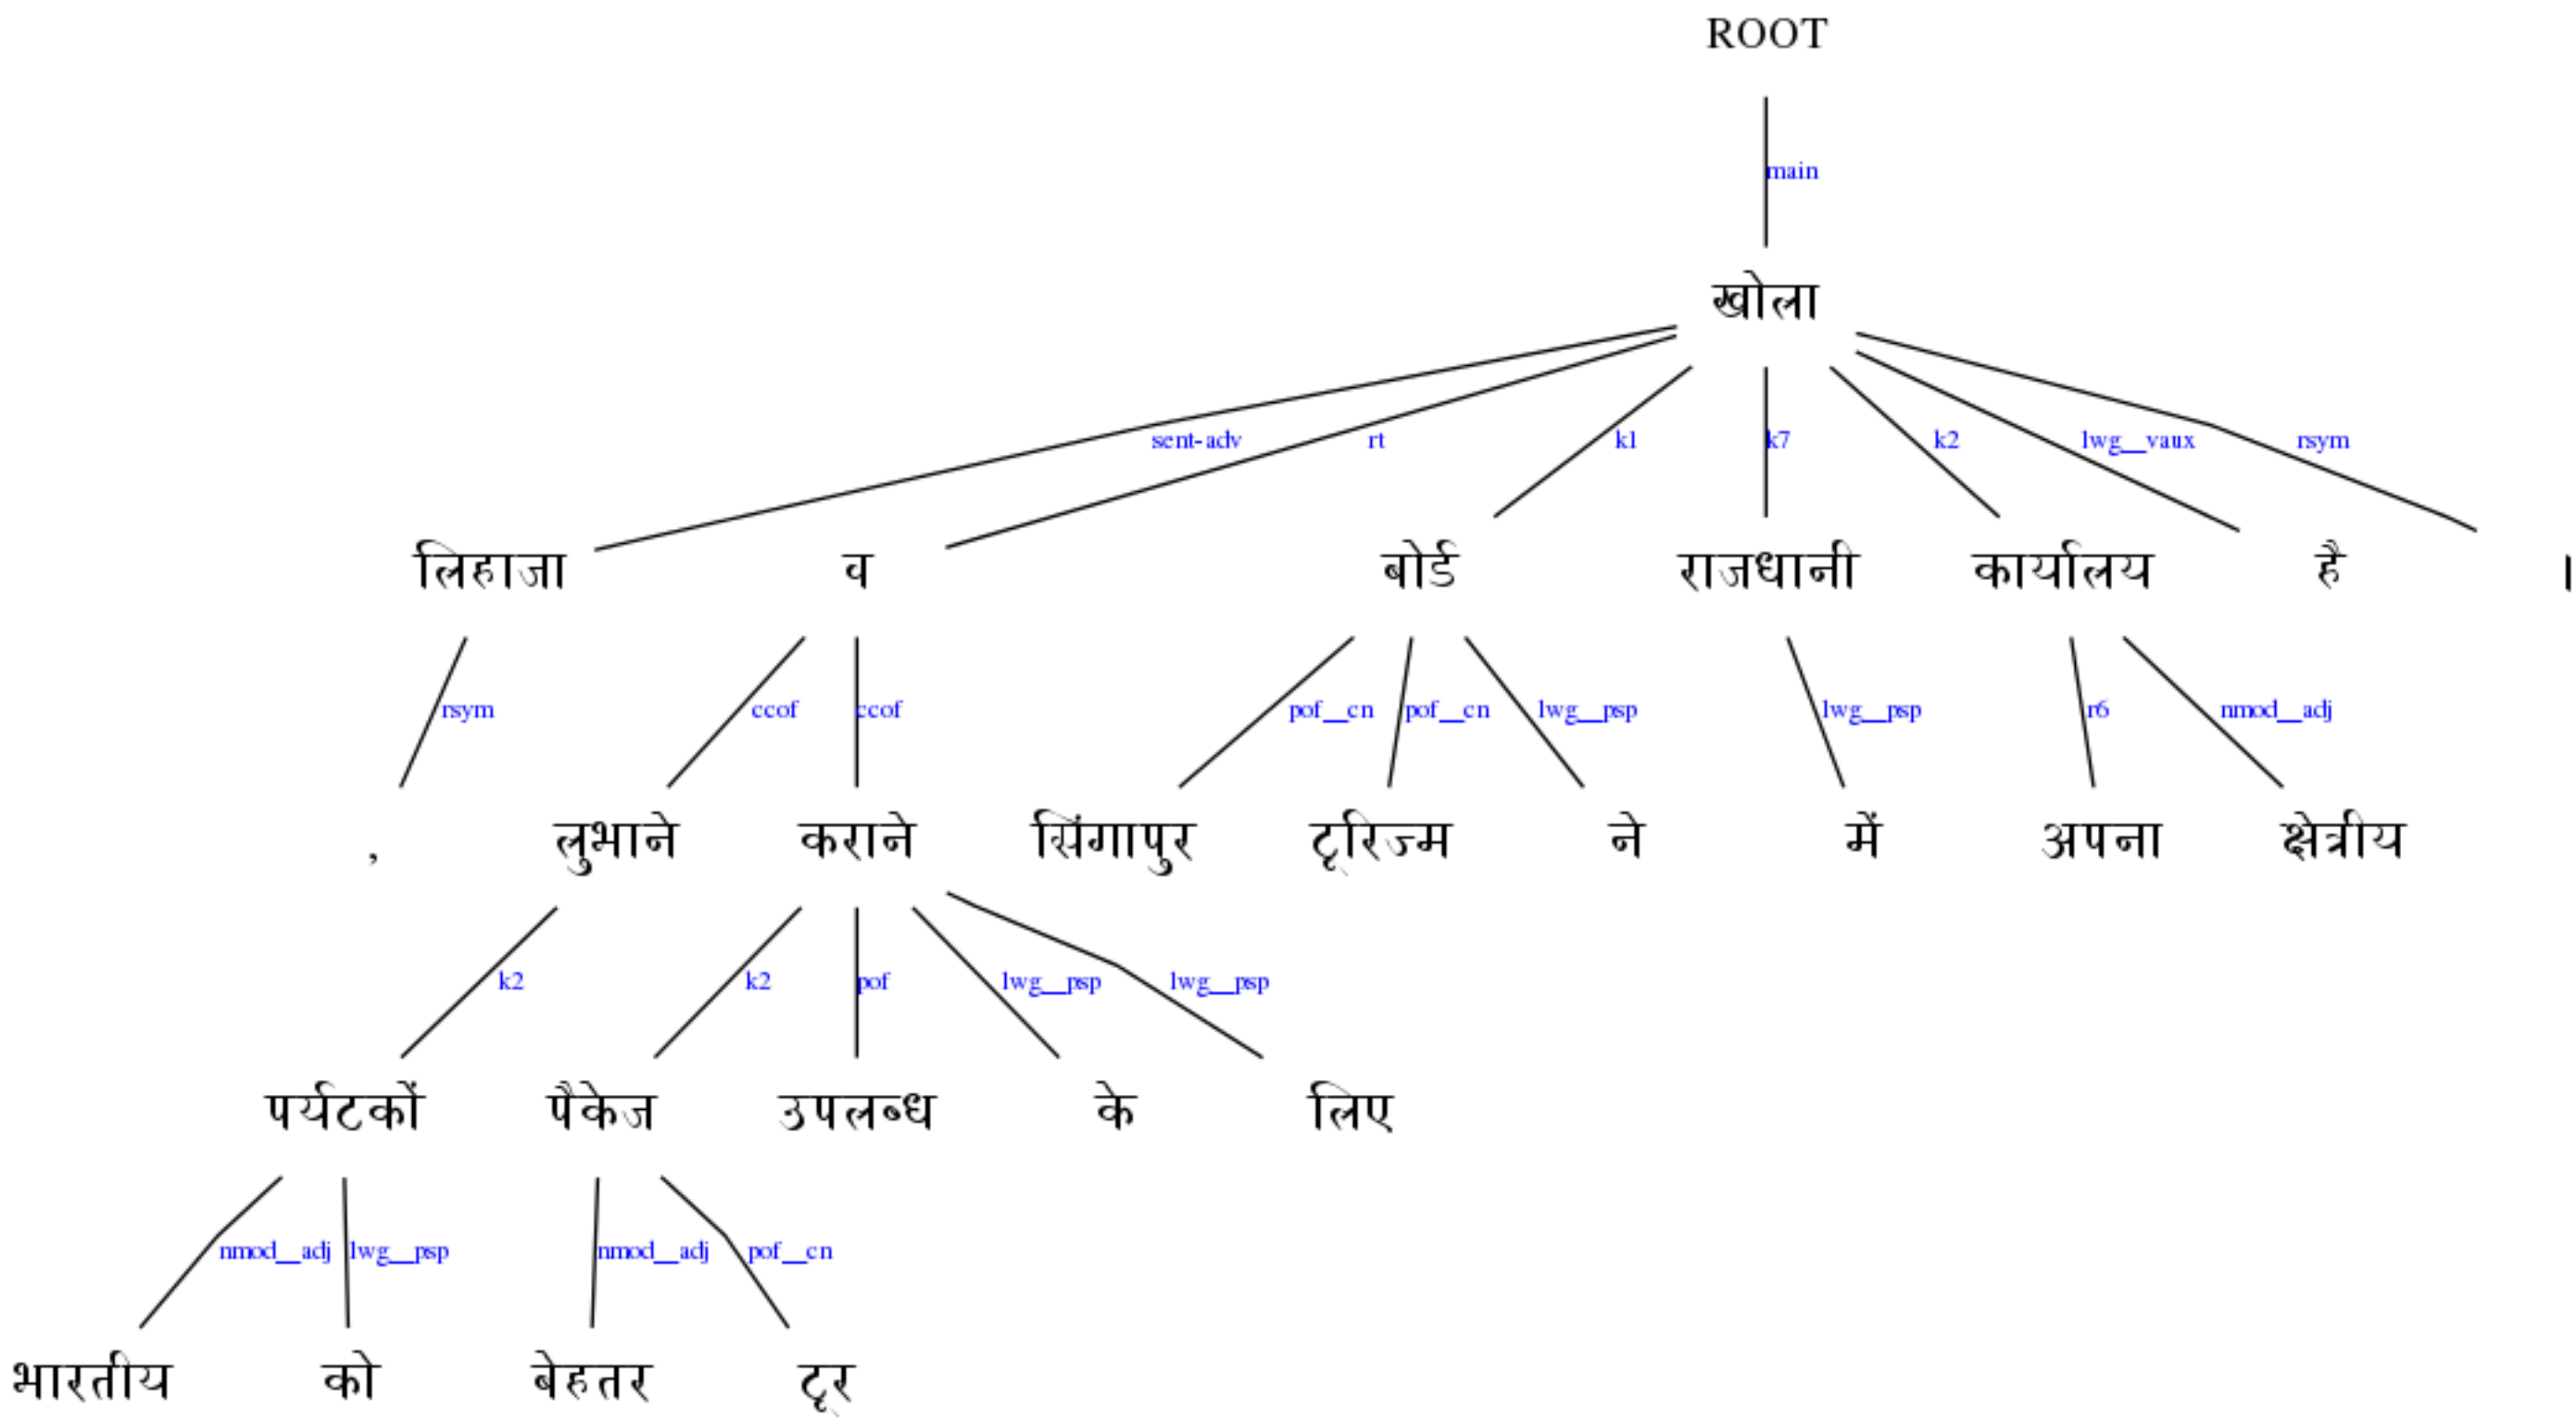 ROOT
main
खोला
sent-adv rt k1 k7 k2 lwg__vaux rsym
लिहाजा व बोर्ड राजधानी कार्यालय है ।
rsym ccof ccof pof__cn pof__cn lwg__psp lwg__psp r6 nmod__adj
, लुभाने कराने सिंगापुर टूरिज्म ने में अपना क्षेत्रीय
k2 k2 pof lwg__psp lwg__psp
पर्यटकों पैकेज उपलब्ध के लिए
nmod__adj lwg__psp nmod__adj pof__cn
भारतीय को बेहतर टूर